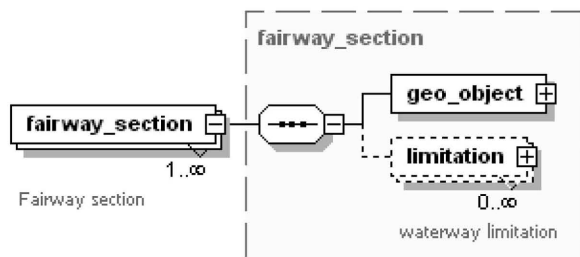 fairway_section
geo_object
fairway_section
limitation
1..∞
Fairway section
0..∞
waterway limitation